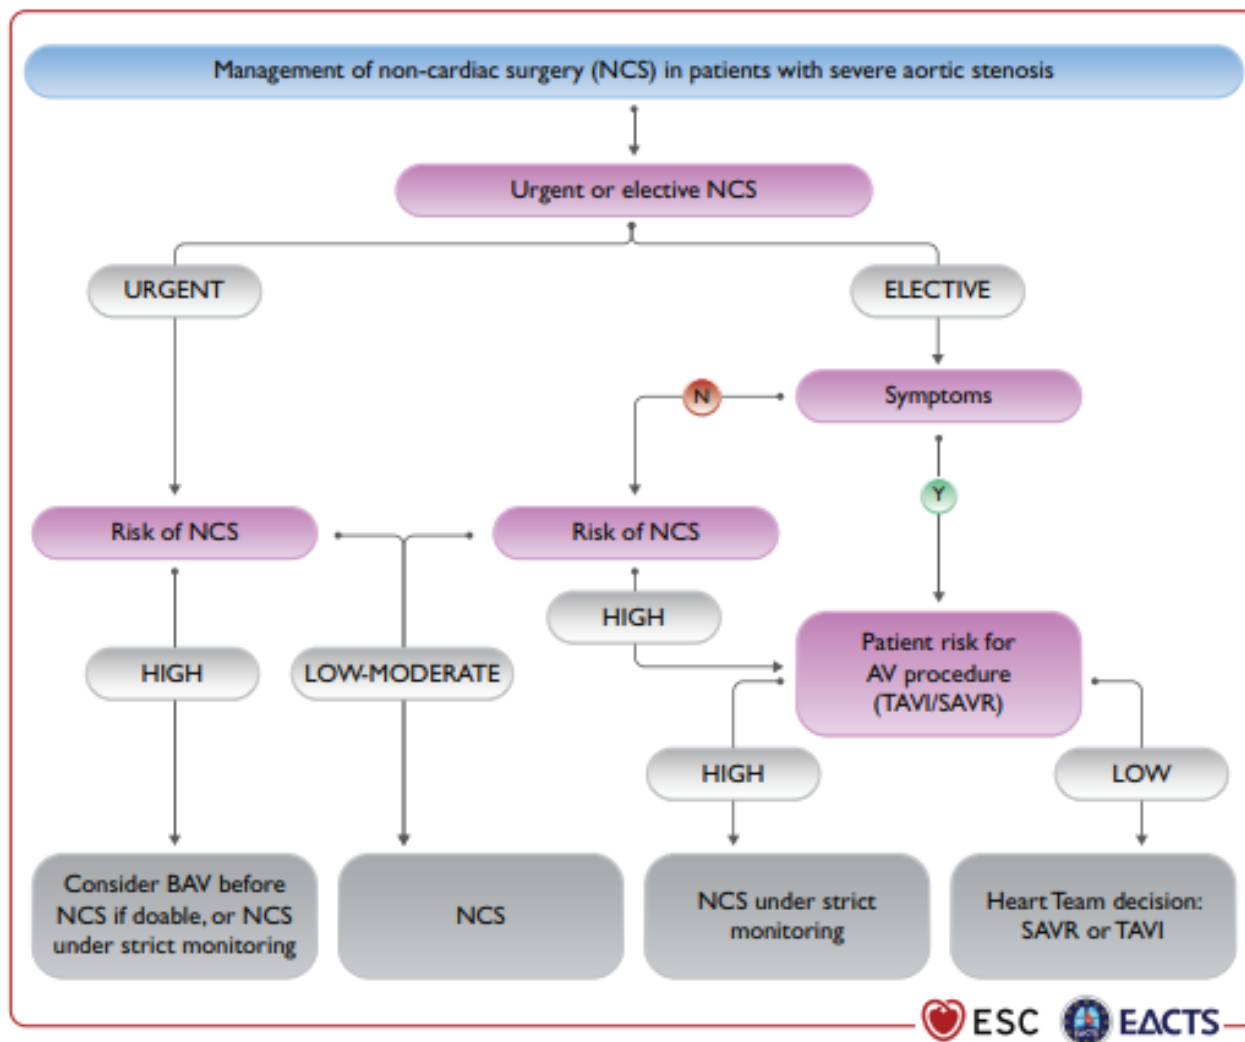 Management of non-cardiac surgery (NCS) in patients with severe aortic stenosis
Urgent or elective NCS
URGENT
ELECTIVE
N
Symptoms
Y
Risk of NCS
Risk of NCS
HIGH
Patient risk for
AV procedure
(TAVI/SAVR)
HIGH
LOW-MODERATE
HIGH
LOW
Consider BAV before
NCS if doable, or NCS
under strict monitoring
NCS
NCS under strict
monitoring
Heart Team decision:
SAVR or TAVI
ESC
EACTS